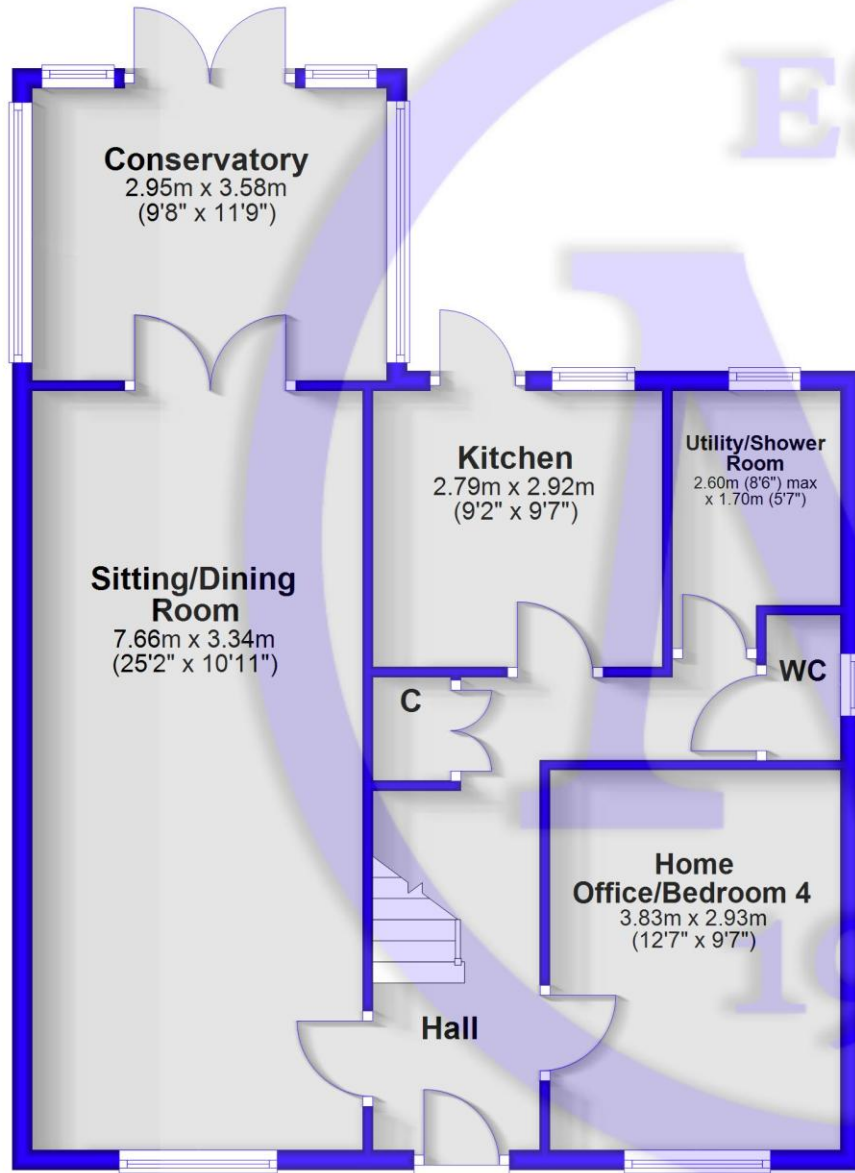 ES
Conservatory
2.95m x 3.58m
(9'8" x 11'9")
Kitchen
2.79m x 2.92m
(9'2" x 9'7")
Utility/Shower
Room
2.60m (8'6") max
x 1.70m (5'7")
Sitting/Dining
Room
7.66m x 3.34m
(25'2" x 10'11")
WC
C
Home
Office/Bedroom 4
3.83m x 2.93m
(12'7" x 9'7")
Hall